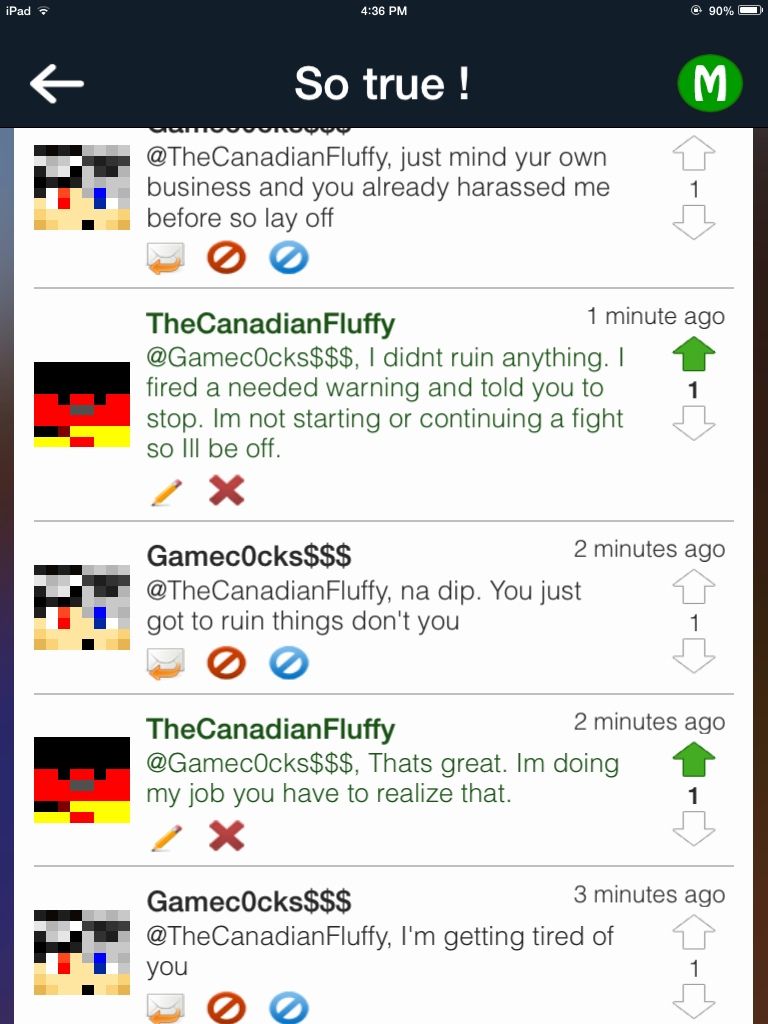 iPad 4:36 PM 90%
So true ! M
Gamec0cks$$$
@TheCanadianFluffy, just mind yur own
business and you already harassed me
before so lay off
1
TheCanadianFluffy 1 minute ago
@Gamec0cks$$$, I didnt ruin anything. I
fired a needed warning and told you to
stop. Im not starting or continuing a fight
so Ill be off.
1
Gamec0cks$$$ 2 minutes ago
@TheCanadianFluffy, na dip. You just
got to ruin things don't you
1
TheCanadianFluffy 2 minutes ago
@Gamec0cks$$$, Thats great. Im doing
my job you have to realize that.
1
Gamec0cks$$$ 3 minutes ago
@TheCanadianFluffy, I'm getting tired of
you
1